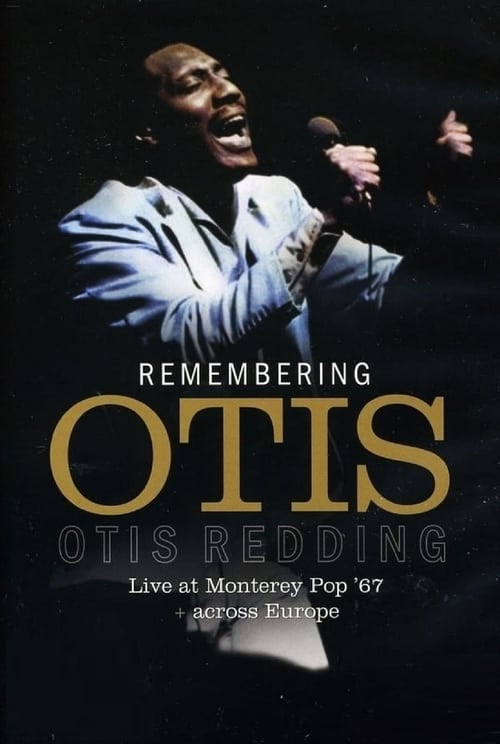 REMEMBERING
OTIS
OTIS REDDING
Live at Monterey Pop '67
+ across Europe